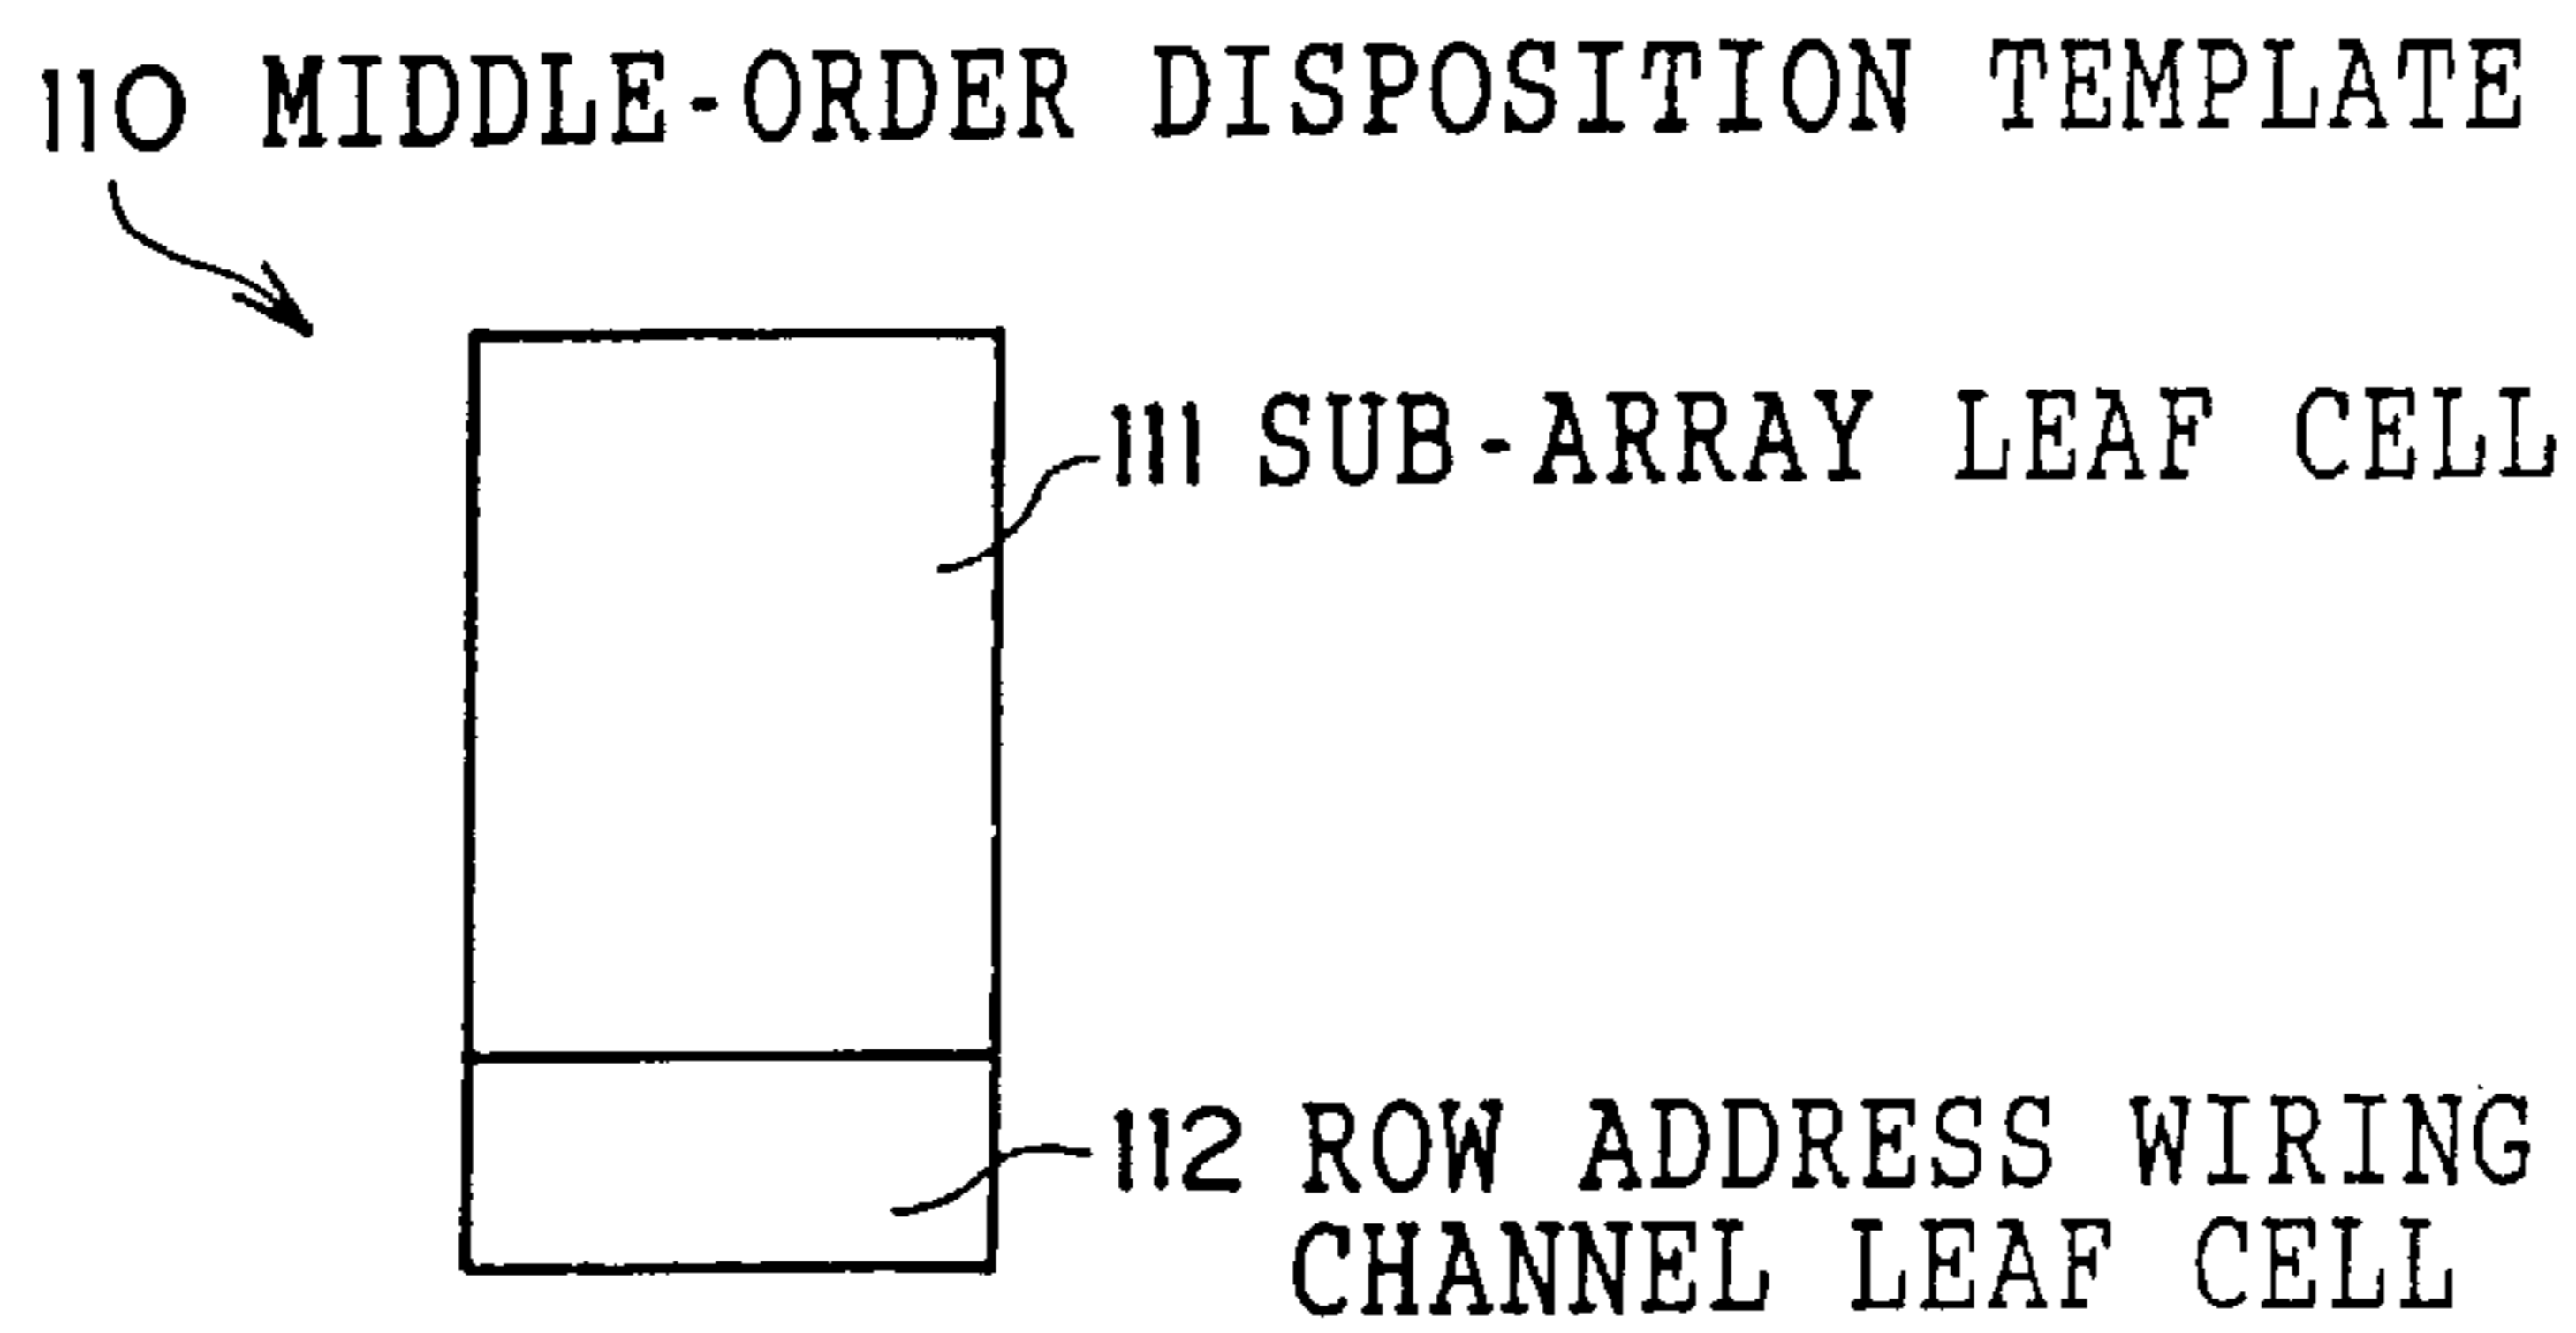 110 MIDDLE-ORDER DISPOSITION TEMPLATE
111 SUB-ARRAY LEAF CELL
112 ROW ADDRESS WIRING
CHANNEL LEAF CELL